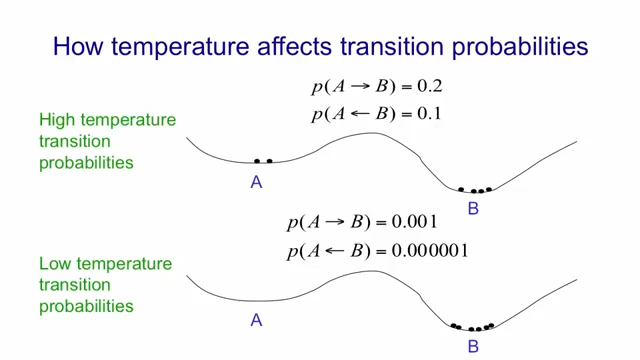 How temperature affects transition probabilities
p(A → B) = 0.2
p(A ← B) = 0.1
High temperature
transition
probabilities
A
B
p(A → B) = 0.001
p(A ← B) = 0.000001
Low temperature
transition
probabilities
A
B